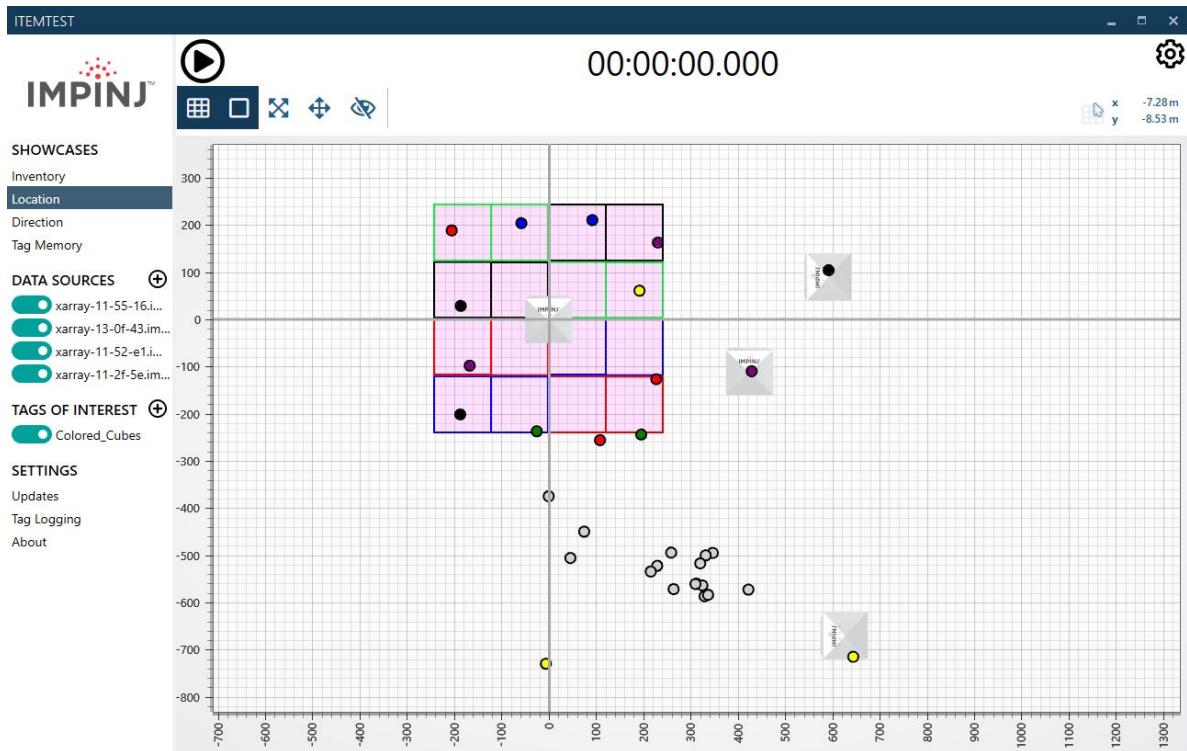 ITEMTEST
IMPINJ™
00:00:00.000
x -7.28 m
y -8.53 m
SHOWCASES
Inventory
Location
Direction
Tag Memory
DATA SOURCES
xarray-11-55-16.i...
xarray-13-0f-43.im...
xarray-11-52-e1.i...
xarray-11-2f-5e.im...
TAGS OF INTEREST
Colored_Cubes
SETTINGS
Updates
Tag Logging
About
300
200
100
0
-100
-200
-300
-400
-500
-600
-700
-800
IMPINJ
IMPINJ
IMPINJ
IMPINJ
-700 -600 -500 -400 -300 -200 -100 0 100 200 300 400 500 600 700 800 900 1000 1100 1200 1300